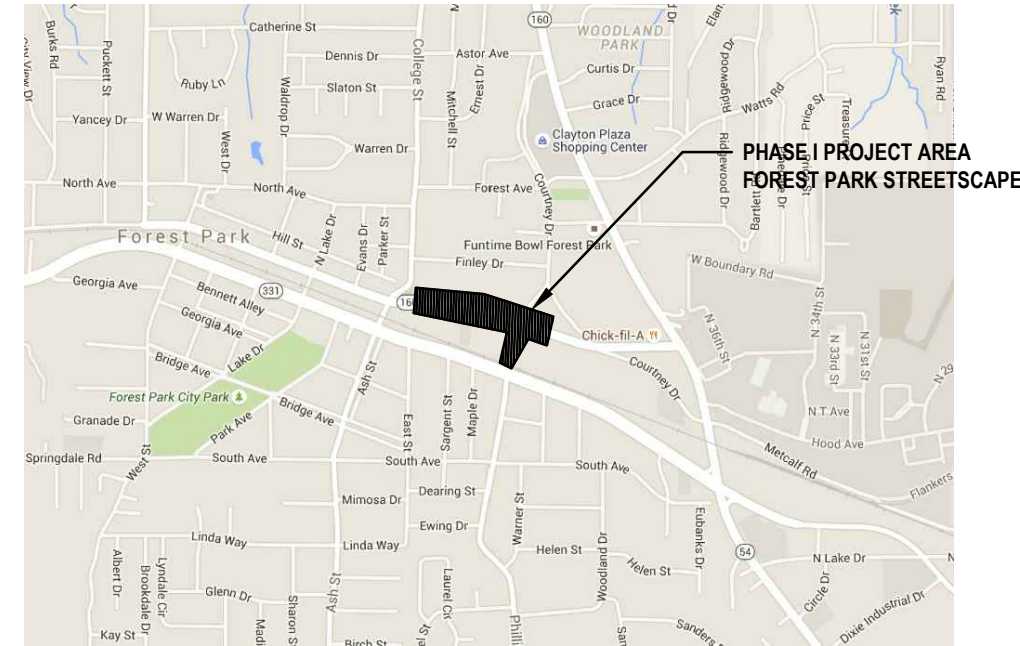 Catherine St
160
WOODLAND
PARK
Burks Rd
Puckett St
Dennis Dr
College St
Astor Ave
Curtis Dr
Ruby Ln
Slaton St
Mitchell St
Ernest Dr
Grace Dr
Ridgewood Dr
Watts Rd
Price St
Treasure
Ryan Rd
Yancey Dr
W Warren Dr
West Dr
Waldrop Dr
Warren Dr
Clayton Plaza
Shopping Center
Ridgewood Dr
PHASE I PROJECT AREA
FOREST PARK STREETSCAPE
Bartlett
North Ave
North Ave
Forest Ave
Courtney Dr
Forest Park
Hill St
N Lake Dr
Evans Dr
Parker St
Funtime Bowl Forest Park
Finley Dr
W Boundary Rd
Georgia Ave
Bennett Alley
331
Georgia Ave
N 36th St
N 34th St
N 33rd St
N 31st St
Chick-fil-A
Bridge Ave
Lake Dr
Ash St
Courtney Dr
Forest Park City Park
Bridge Ave
Park Ave
East St
Sargent St
Maple Dr
N T Ave
Granade Dr
Hood Ave
Springdale Rd
West St
South Ave
South Ave
South Ave
Metcalf Rd
Flankers
Mimosa Dr
Dearing St
Warner St
Ewing Dr
Woodland Dr
Eubanks Dr
Linda Way
Linda Way
Helen St
Helen St
54
N Lake Dr
Albert Dr
Brookdale Dr
Lyndale Cir
Glenn Dr
Sharon S
Ash St
Laurel Cir
Circle Dr
Dixie Industrial Dr
Kay St
Birch St
Philli
Sanders